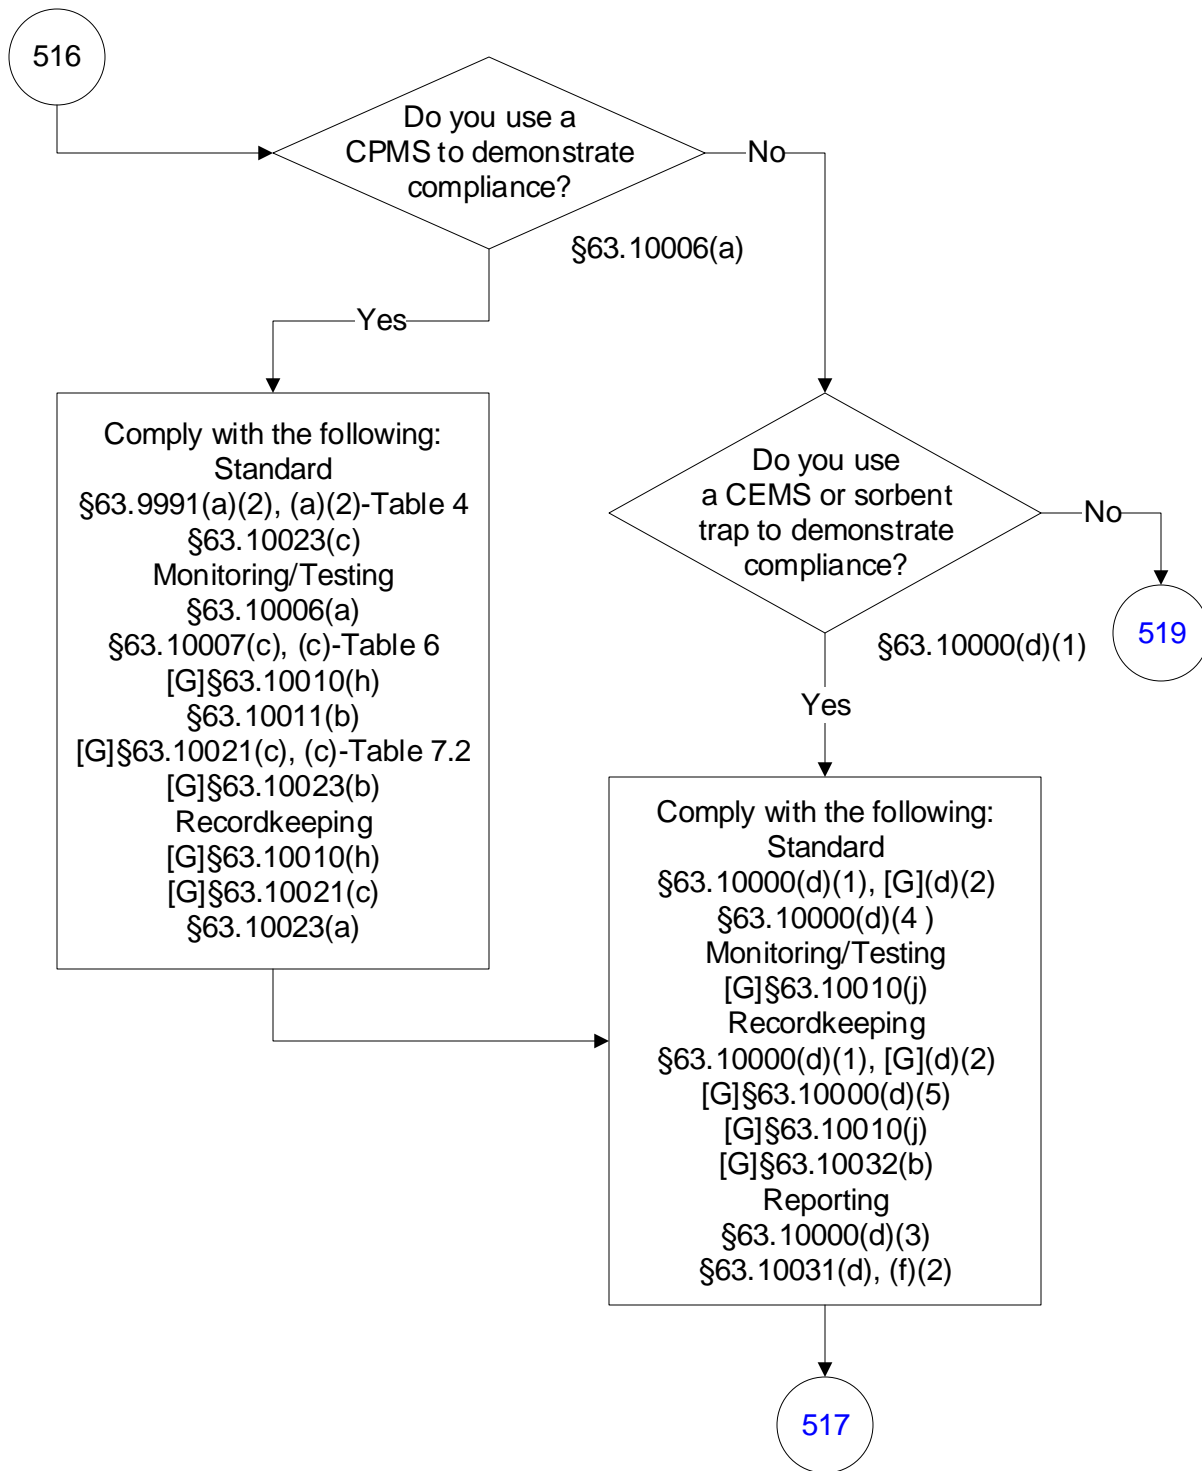 516
Do you use a
CPMS to demonstrate
compliance?
No
§63.10006(a)
Yes
Comply with the following:
Standard
§63.9991(a)(2), (a)(2)-Table 4
§63.10023(c)
Monitoring/Testing
§63.10006(a)
§63.10007(c), (c)-Table 6
[G]§63.10010(h)
§63.10011(b)
[G]§63.10021(c), (c)-Table 7.2
[G]§63.10023(b)
Recordkeeping
[G]§63.10010(h)
[G]§63.10021(c)
§63.10023(a)
Do you use
a CEMS or sorbent
trap to demonstrate
compliance?
No
519
§63.10000(d)(1)
Yes
Comply with the following:
Standard
§63.10000(d)(1), [G](d)(2)
§63.10000(d)(4 )
Monitoring/Testing
[G]§63.10010(j)
Recordkeeping
§63.10000(d)(1), [G](d)(2)
[G]§63.10000(d)(5)
[G]§63.10010(j)
[G]§63.10032(b)
Reporting
§63.10000(d)(3)
§63.10031(d), (f)(2)
517